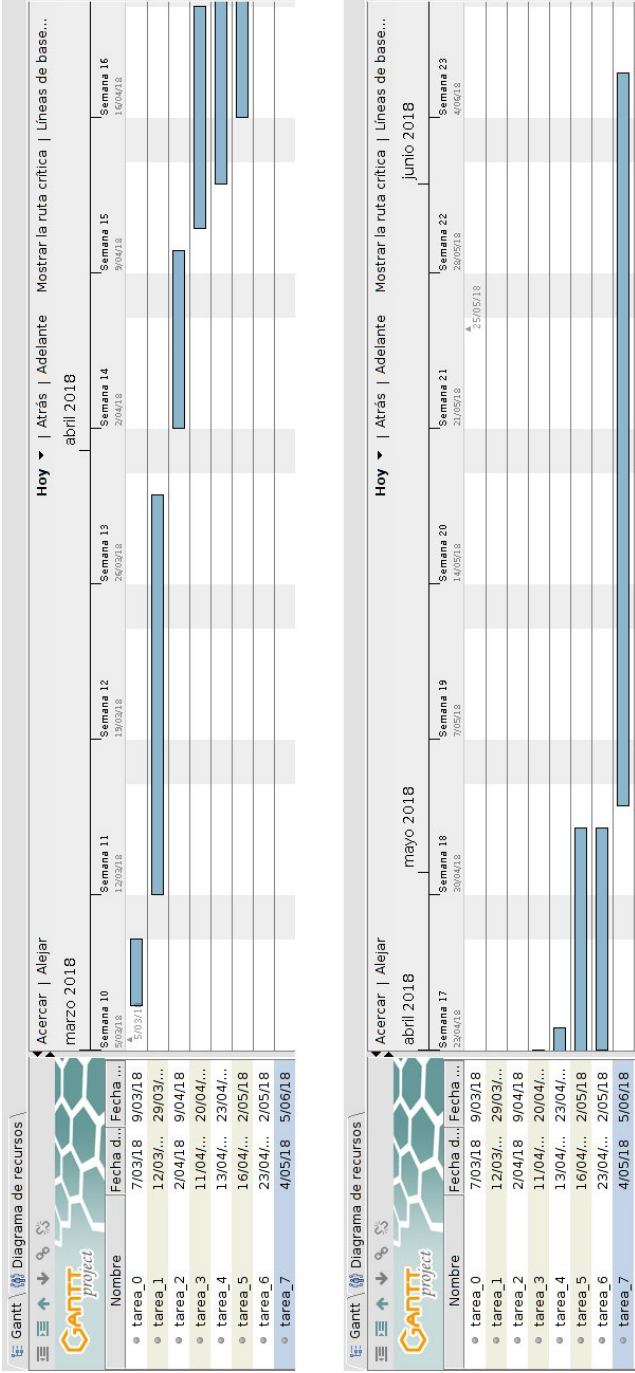 Gantt Diagrama de recursos
Acercar | Alejar Hoy | Atrás | Adelante Mostrar la ruta crítica | Líneas de base...
GANTT project
marzo 2018 abril 2018
Semana 10 Semana 11 Semana 12 Semana 13 Semana 14 Semana 15 Semana 16
5/03/18 12/03/18 19/03/18 26/03/18 2/04/18 9/04/18 16/04/18
Nombre Fecha d... Fecha ...
5/03/18
tarea_0 7/03/18 9/03/18
tarea_1 12/03/... 29/03/...
tarea_2 2/04/18 9/04/18
tarea_3 11/04/... 20/04/...
tarea_4 13/04/... 23/04/...
tarea_5 16/04/... 2/05/18
tarea_6 23/04/... 2/05/18
tarea_7 4/05/18 5/06/18
Gantt Diagrama de recursos
Acercar | Alejar Hoy | Atrás | Adelante Mostrar la ruta crítica | Líneas de base...
GANTT project
abril 2018 mayo 2018 junio 2018
Semana 17 Semana 18 Semana 19 Semana 20 Semana 21 Semana 22 Semana 23
23/04/18 30/04/18 7/05/18 14/05/18 21/05/18 28/05/18 4/06/18
Nombre Fecha d... Fecha ...
25/05/18
tarea_0 7/03/18 9/03/18
tarea_1 12/03/... 29/03/...
tarea_2 2/04/18 9/04/18
tarea_3 11/04/... 20/04/...
tarea_4 13/04/... 23/04/...
tarea_5 16/04/... 2/05/18
tarea_6 23/04/... 2/05/18
tarea_7 4/05/18 5/06/18